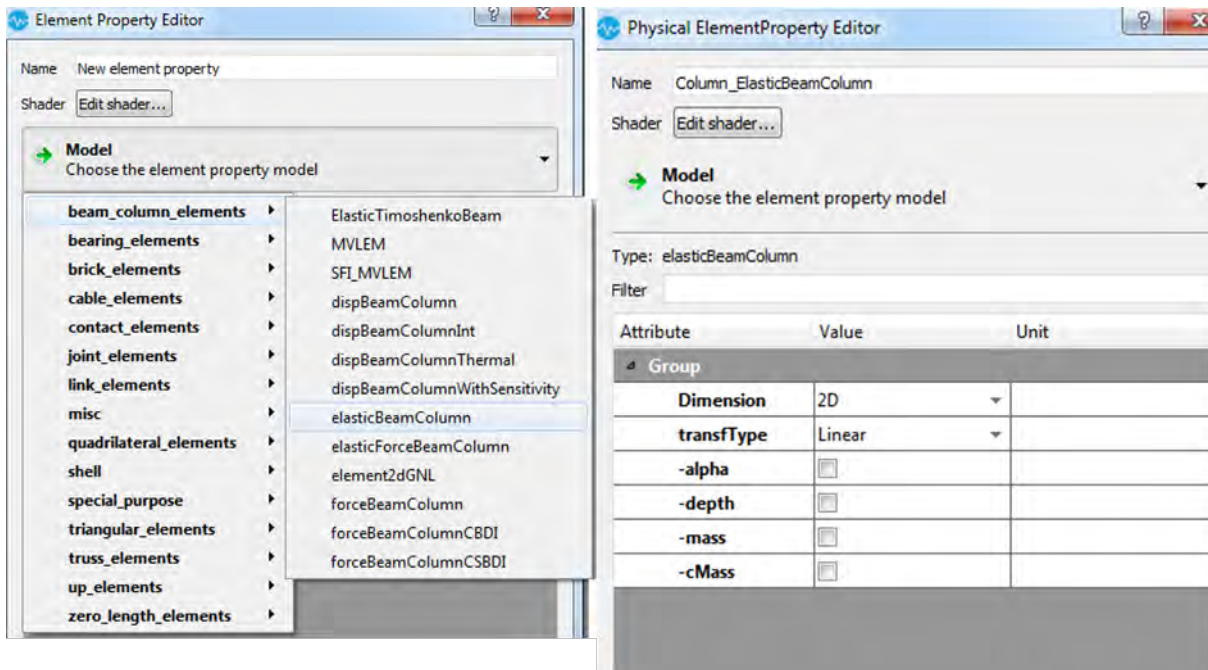 Element Property Editor
Name New element property
Shader Edit shader...
Model
Choose the element property model
beam_column_elements
bearing_elements
brick_elements
cable_elements
contact_elements
joint_elements
link_elements
misc
quadrilateral_elements
shell
special_purpose
triangular_elements
truss_elements
up_elements
zero_length_elements
ElasticTimoshenkoBeam
MVLEM
SFI_MVLEM
dispBeamColumn
dispBeamColumnInt
dispBeamColumnThermal
dispBeamColumnWithSensitivity
elasticBeamColumn
elasticForceBeamColumn
element2dGNL
forceBeamColumn
forceBeamColumnCBDI
forceBeamColumnCSBDI
Physical ElementProperty Editor
Name Column_ElasticBeamColumn
Shader Edit shader...
Model
Choose the element property model
Type: elasticBeamColumn
Filter
Attribute Value Unit
Group
Dimension 2D
transfType Linear
-alpha
-depth
-mass
-cMass